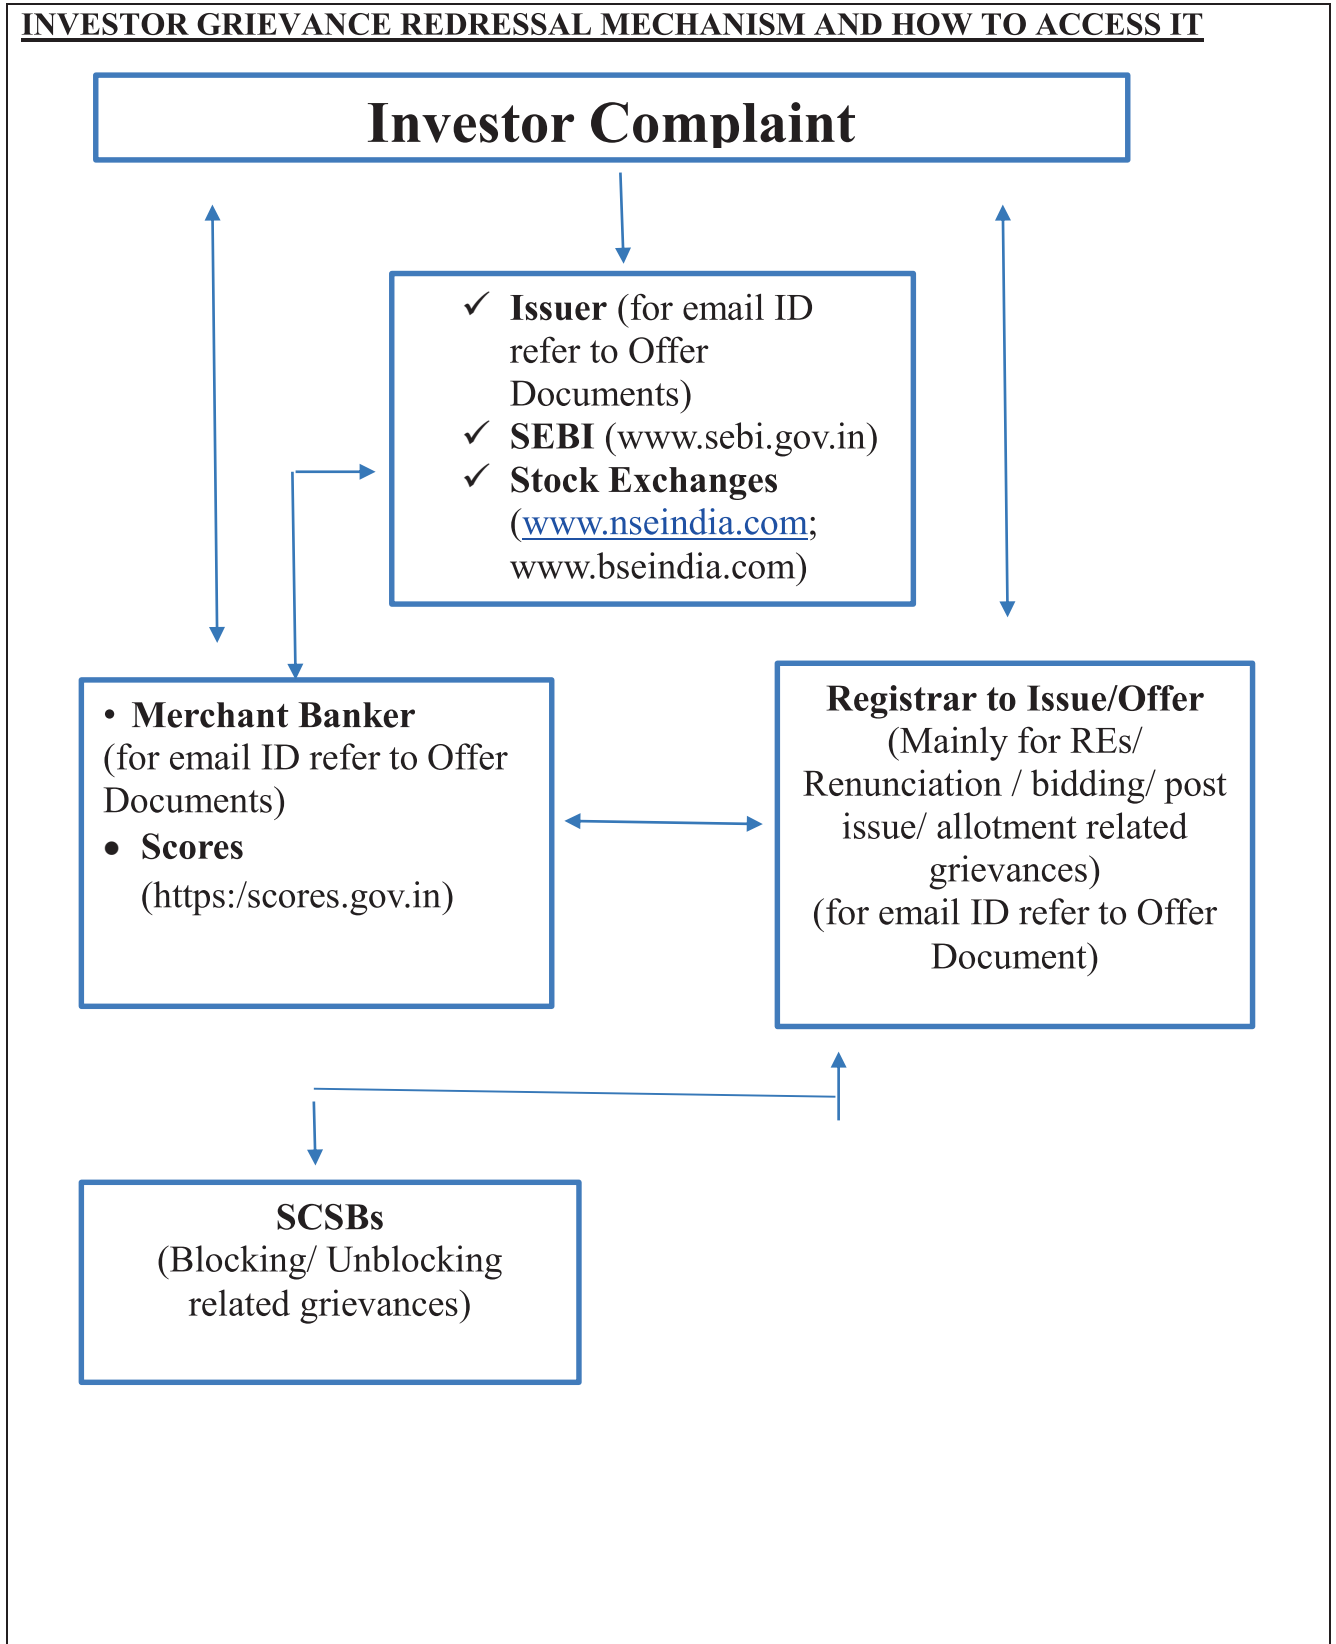 INVESTOR GRIEVANCE REDRESSAL MECHANISM AND HOW TO ACCESS IT
Investor Complaint
✓ Issuer (for email ID
refer to Offer
Documents)
✓ SEBI (www.sebi.gov.in)
✓ Stock Exchanges
(www.nseindia.com;
www.bseindia.com)
• Merchant Banker
(for email ID refer to Offer
Documents)
• Scores
(https:/scores.gov.in)
Registrar to Issue/Offer
(Mainly for REs/
Renunciation / bidding/ post
issue/ allotment related
grievances)
(for email ID refer to Offer
Document)
SCSBs
(Blocking/ Unblocking
related grievances)